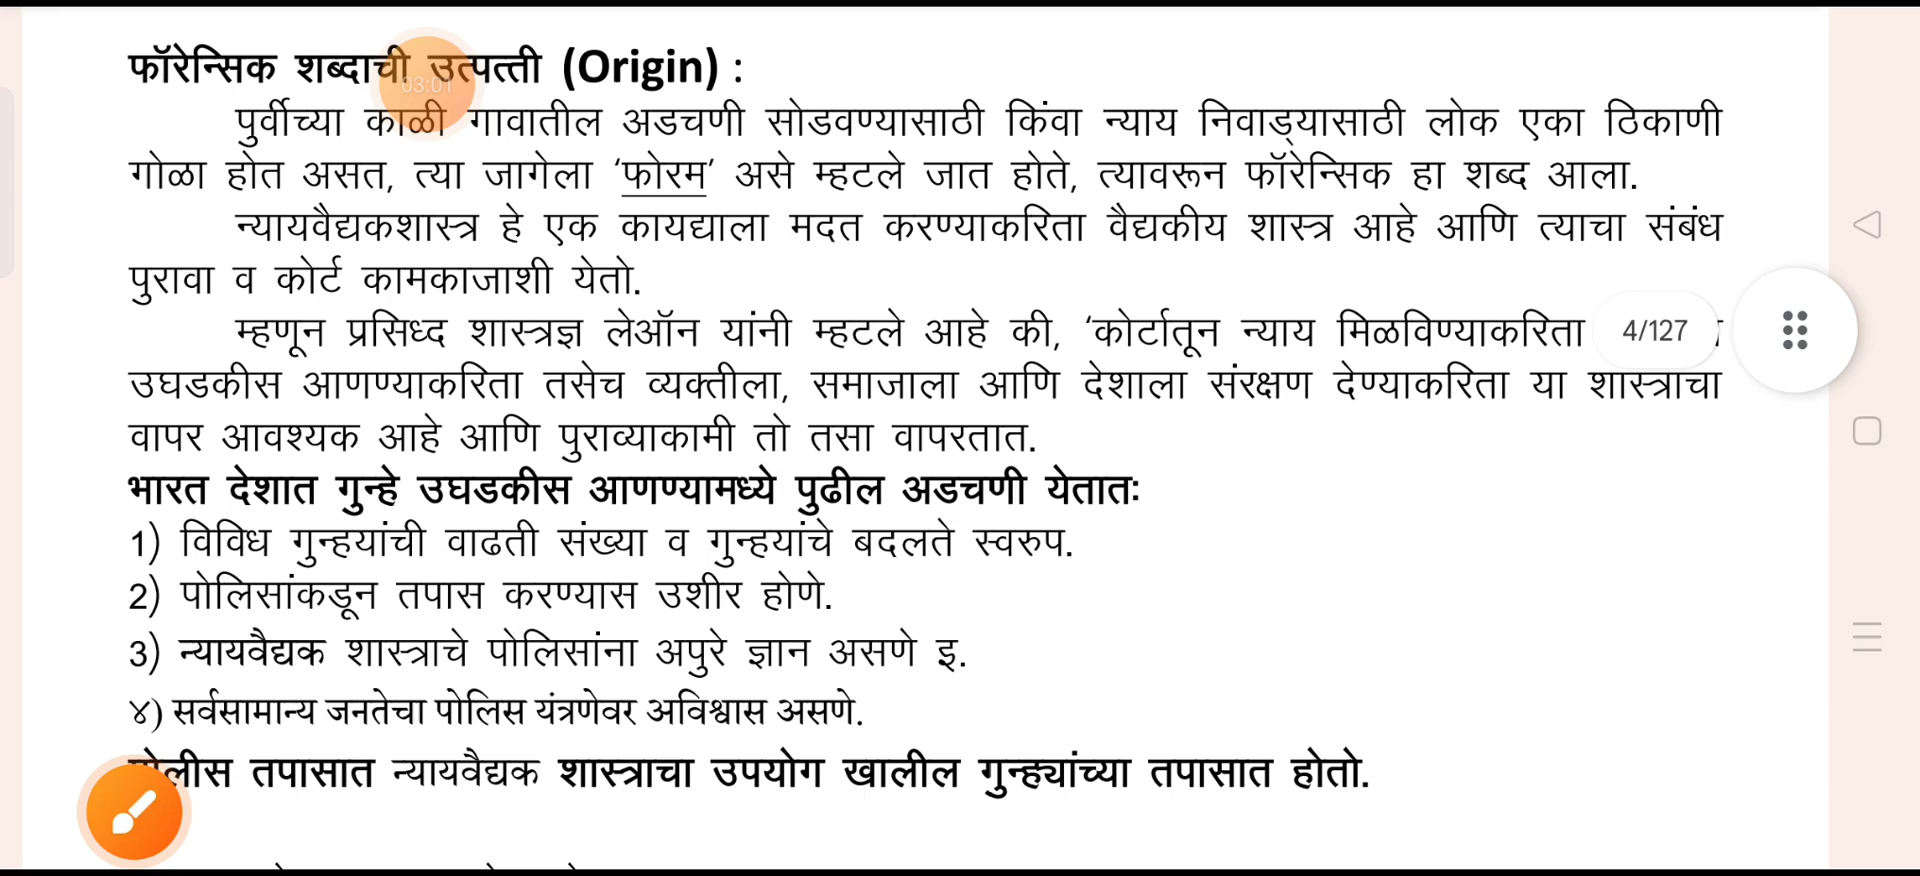 फॉरेन्सिक शब्दाची उत्पत्ती (Origin) :
03:01
पुर्वीच्या काळी गावातील अडचणी सोडवण्यासाठी किंवा न्याय निवाड्यासाठी लोक एका ठिकाणी
गोळा होत असत, त्या जागेला ‘फोरम’ असे म्हटले जात होते, त्यावरून फॉरेन्सिक हा शब्द आला.
न्यायवैद्यकशास्त्र हे एक कायद्याला मदत करण्याकरिता वैद्यकीय शास्त्र आहे आणि त्याचा संबंध
पुरावा व कोर्ट कामकाजाशी येतो.
म्हणून प्रसिध्द शास्त्रज्ञ लेऑन यांनी म्हटले आहे की, ‘कोर्टातून न्याय मिळविण्याकरिता
4/127
उघडकीस आणण्याकरिता तसेच व्यक्तीला, समाजाला आणि देशाला संरक्षण देण्याकरिता या शास्त्राचा
वापर आवश्यक आहे आणि पुराव्याकामी तो तसा वापरतात.
भारत देशात गुन्हे उघडकीस आणण्यामध्ये पुढील अडचणी येतातः
1) विविध गुन्हयांची वाढती संख्या व गुन्हयांचे बदलते स्वरुप.
2) पोलिसांकडून तपास करण्यास उशीर होणे.
3) न्यायवैद्यक शास्त्राचे पोलिसांना अपुरे ज्ञान असणे इ.
४) सर्वसामान्य जनतेचा पोलिस यंत्रणेवर अविश्वास असणे.
पोलीस तपासात न्यायवैद्यक शास्त्राचा उपयोग खालील गुन्ह्यांच्या तपासात होतो.